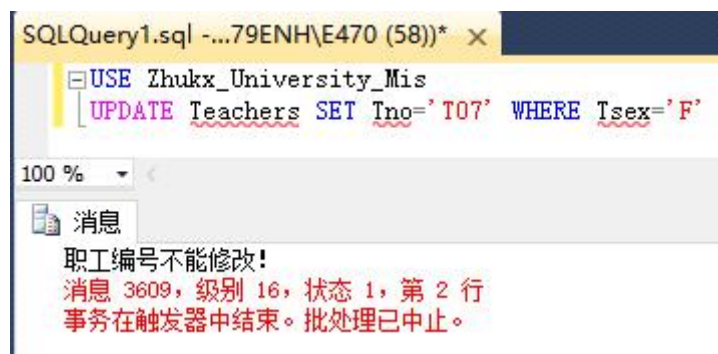 SQLQuery1.sql -...79ENH\E470 (58))* ×
USE Zhukx_University_Mis
UPDATE Teachers SET Tno='T07' WHERE Tsex='F'
100 %
消息
职工编号不能修改!
消息 3609，级别 16，状态 1，第 2 行
事务在触发器中结束。批处理已中止。